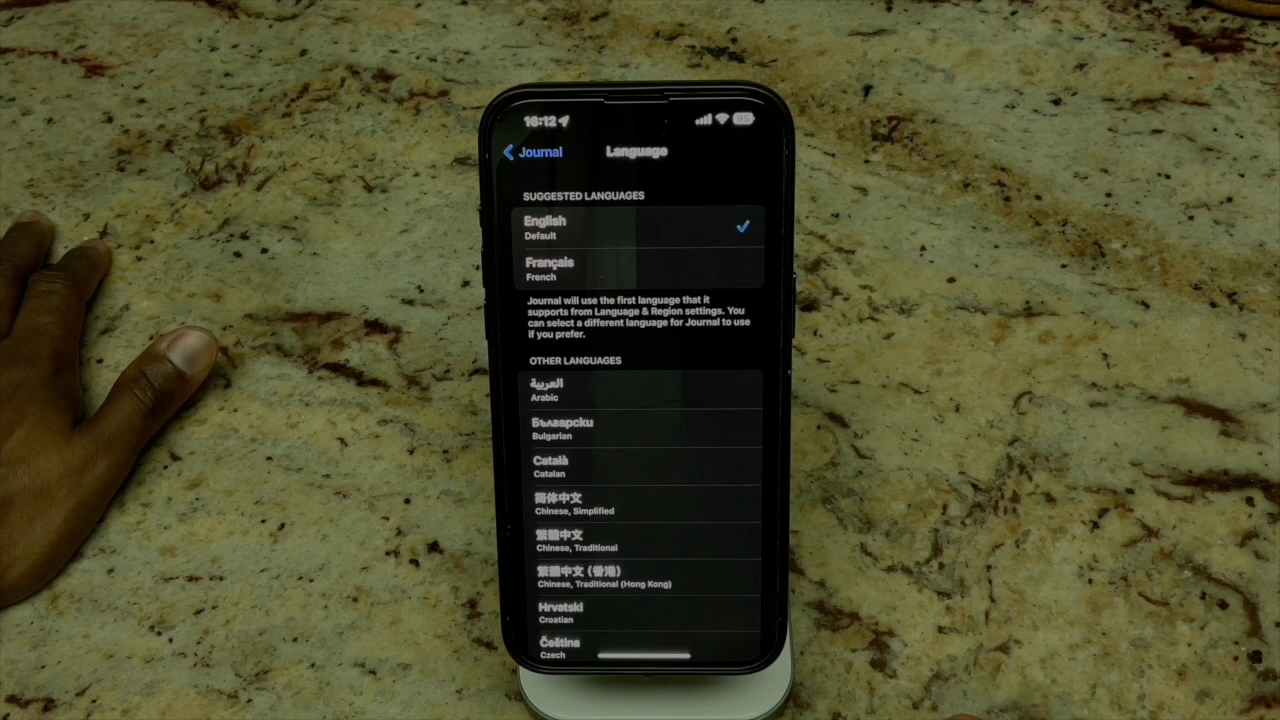 16:12
Journal
Language
SUGGESTED LANGUAGES
English
Default
Français
French
Journal will use the first language that it
supports from Language & Region settings. You
can select a different language for Journal to use
if you prefer.
OTHER LANGUAGES
العربية
Arabic
Български
Bulgarian
Català
Catalan
简体中文
Chinese, Simplified
繁體中文
Chinese, Traditional
繁體中文 (香港)
Chinese, Traditional (Hong Kong)
Hrvatski
Croatian
Čeština
Czech